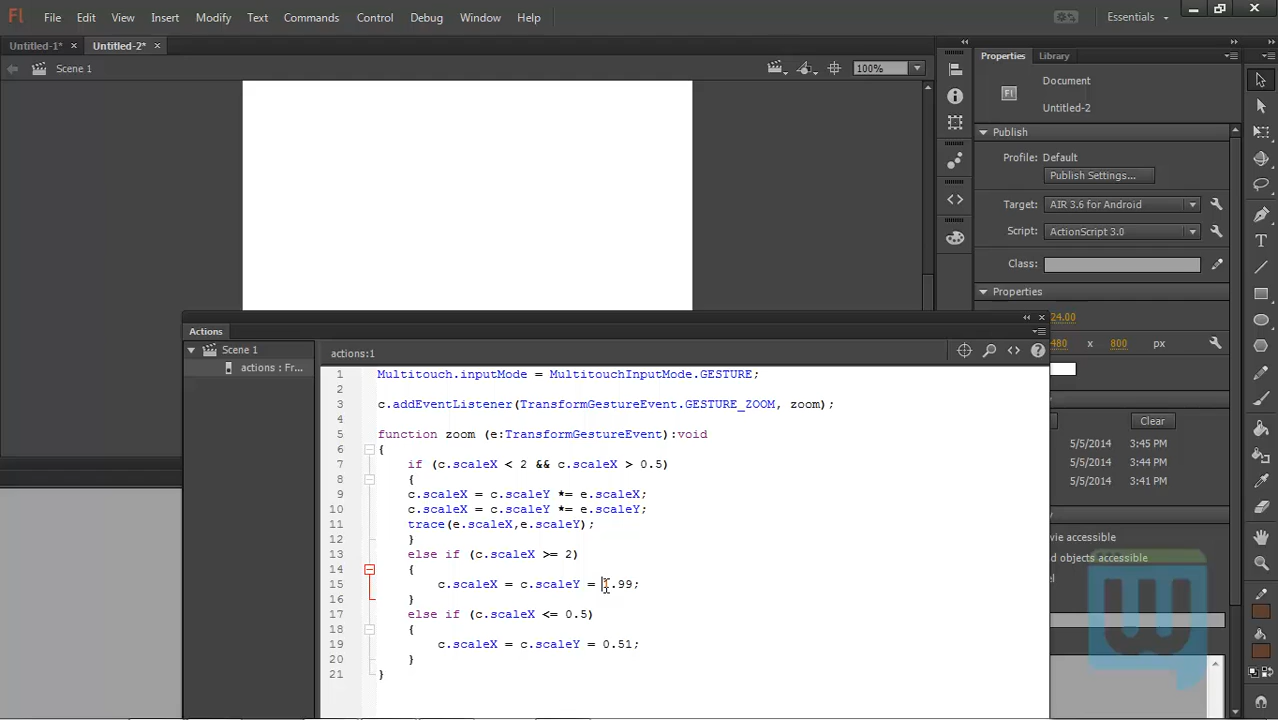 Fl File Edit View Insert Modify Text Commands Control Debug Window Help Essentials
Untitled-1* × Untitled-2* ×
Scene 1 100%
Properties Library
Document
Fl Untitled-2
Publish
Profile: Default
Publish Settings...
Target: AIR 3.6 for Android
Script: ActionScript 3.0
Class:
Properties
24.00
480 x 800 px
Clear
5/5/2014 3:45 PM
5/5/2014 3:44 PM
5/5/2014 3:41 PM
vie accessible
d objects accessible
el
Actions
Scene 1
actions : Fr...
actions:1
1 Multitouch.inputMode = MultitouchInputMode.GESTURE;
2
3 c.addEventListener(TransformGestureEvent.GESTURE_ZOOM, zoom);
4
5 function zoom (e:TransformGestureEvent):void
6 {
7 if (c.scaleX < 2 && c.scaleX > 0.5)
8 {
9 c.scaleX = c.scaleY *= e.scaleX;
10 c.scaleX = c.scaleY *= e.scaleY;
11 trace(e.scaleX,e.scaleY);
12 }
13 else if (c.scaleX >= 2)
14 {
15 c.scaleX = c.scaleY = 1.99;
16 }
17 else if (c.scaleX <= 0.5)
18 {
19 c.scaleX = c.scaleY = 0.51;
20 }
21 }
W